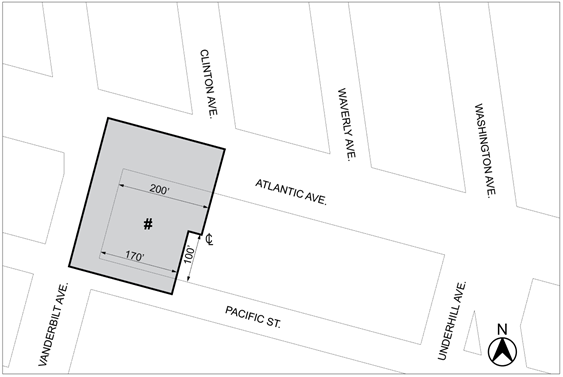 CLINTON AVE.
WAVERLY AVE.
WASHINGTON AVE.
ATLANTIC AVE.
200'
#
℄
170'
100'
PACIFIC ST.
VANDERBILT AVE.
UNDERHILL AVE.
N